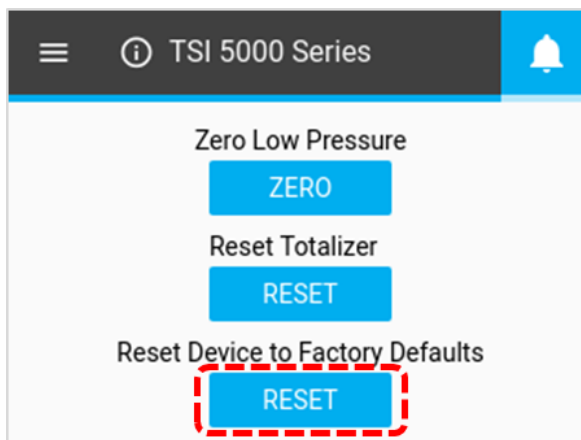 TSI 5000 Series
Zero Low Pressure
ZERO
Reset Totalizer
RESET
Reset Device to Factory Defaults
RESET